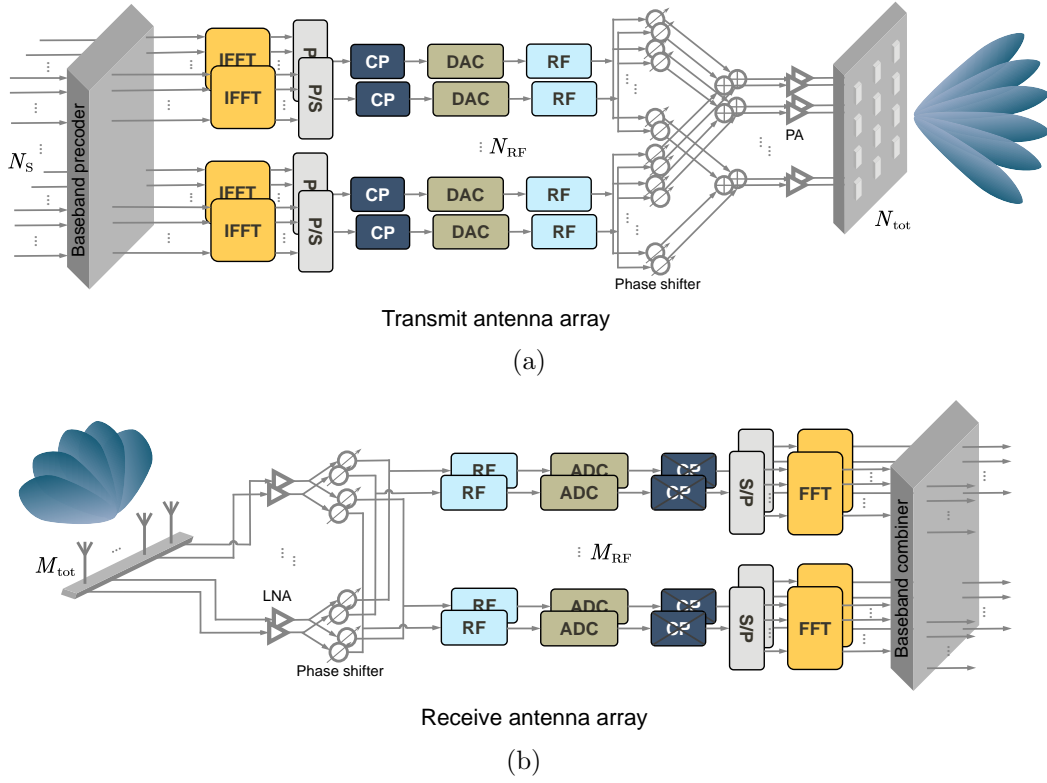 IFFT P/S CP DAC RF
IFFT P/S CP DAC RF
Baseband precoder
N_S
⋮ N_RF
PA
IFFT P/S CP DAC RF
IFFT P/S CP DAC RF
N_tot
Phase shifter
Transmit antenna array
(a)
RF ADC CP
RF ADC CP S/P FFT
Baseband combiner
M_tot
⋮ M_RF
LNA
RF ADC CP
RF ADC CP S/P FFT
Phase shifter
Receive antenna array
(b)